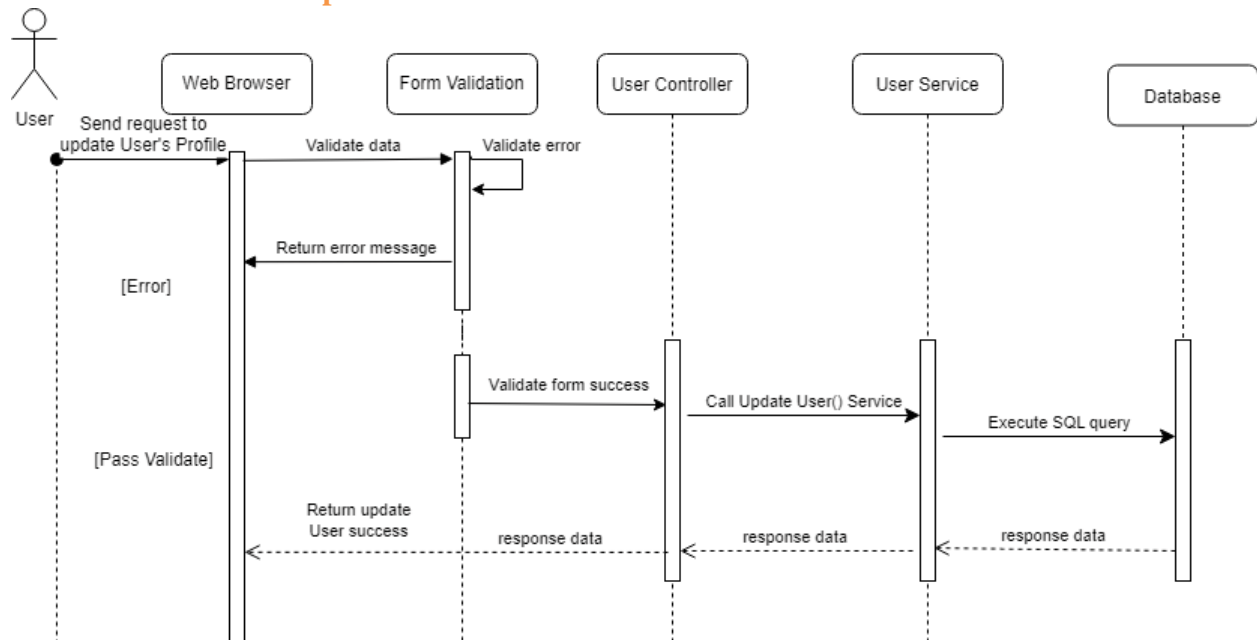 Web Browser
Form Validation
User Controller
User Service
Database
User
Send request to
update User's Profile
Validate data
Validate error
Return error message
[Error]
Validate form success
Call Update User() Service
Execute SQL query
[Pass Validate]
Return update
User success
response data
response data
response data